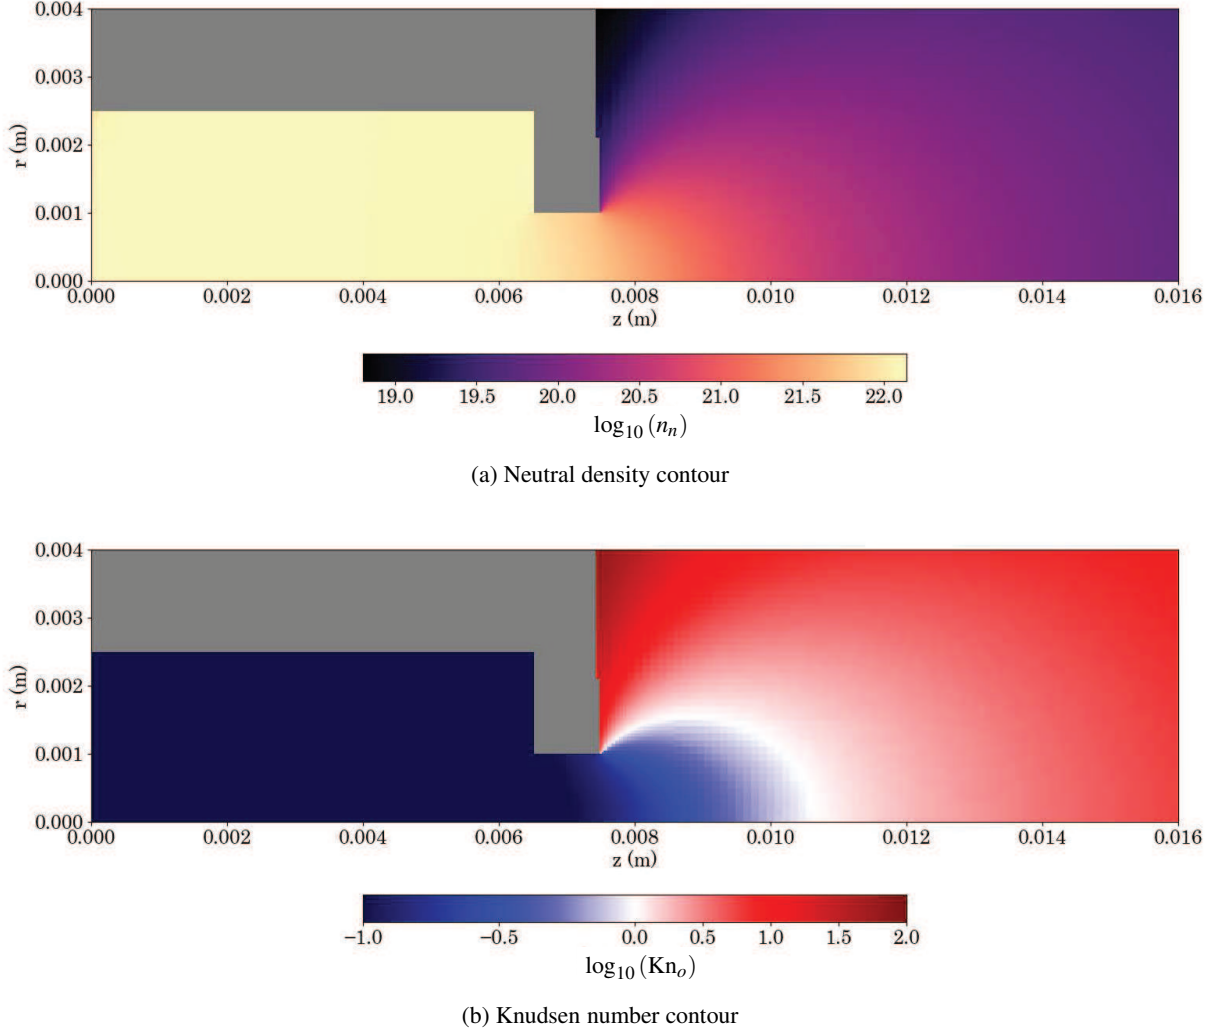 0.004
0.003
0.002
0.001
0.000
r (m)
0.000 0.002 0.004 0.006 0.008 0.010 0.012 0.014 0.016
z (m)
19.0 19.5 20.0 20.5 21.0 21.5 22.0
log₁₀(nₙ)
(a) Neutral density contour
0.004
0.003
0.002
0.001
0.000
r (m)
0.000 0.002 0.004 0.006 0.008 0.010 0.012 0.014 0.016
z (m)
−1.0 −0.5 0.0 0.5 1.0 2.0
log₁₀(Knₒ)
(b) Knudsen number contour